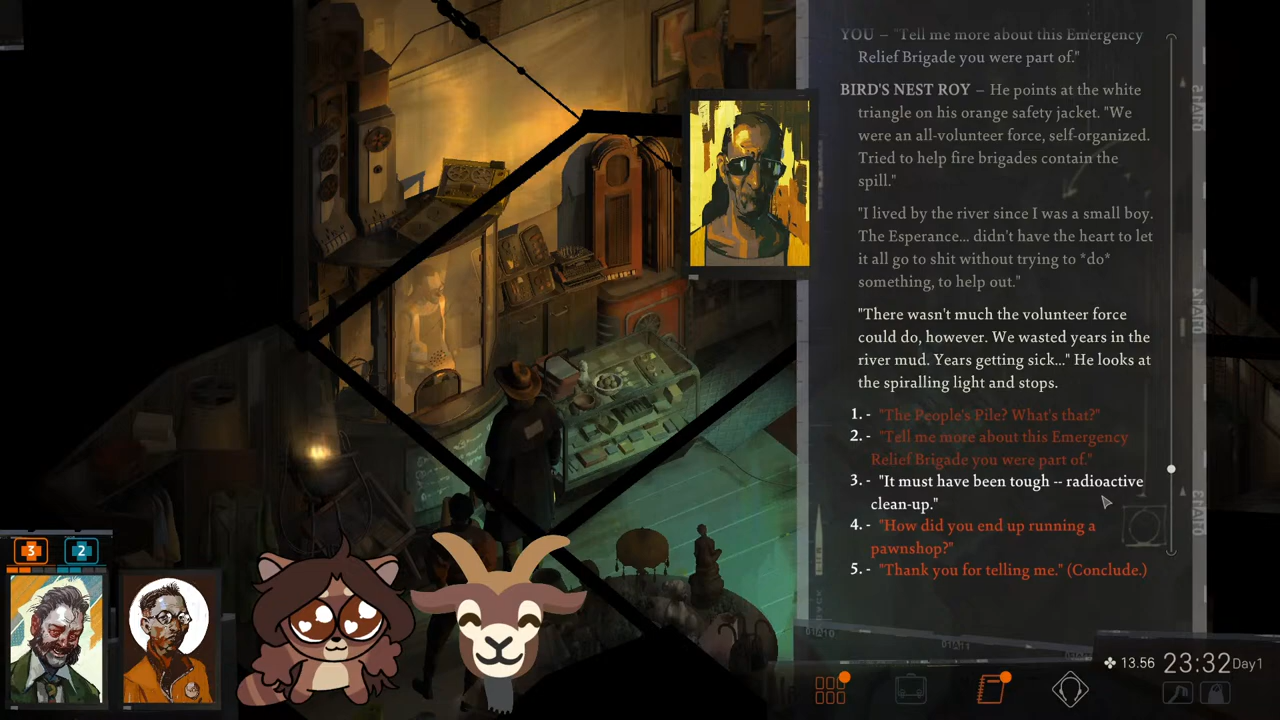 YOU – "Tell me more about this Emergency
Relief Brigade you were part of."
BIRD'S NEST ROY – He points at the white
triangle on his orange safety jacket. "We
were an all-volunteer force, self-organized.
Tried to help fire brigades contain the
spill."
"I lived by the river since I was a small boy.
The Esperance... didn't have the heart to let
it all go to shit without trying to *do*
something, to help out."
"There wasn't much the volunteer force
could do, however. We wasted years in the
river mud. Years getting sick..." He looks at
the spiralling light and stops.
1. - "The People's Pile? What's that?"
2. - "Tell me more about this Emergency
Relief Brigade you were part of."
3. - "It must have been tough -- radioactive
clean-up."
4. - "How did you end up running a
pawnshop?"
5. - "Thank you for telling me." (Conclude.)
3
2
13.56
23:32 Day1